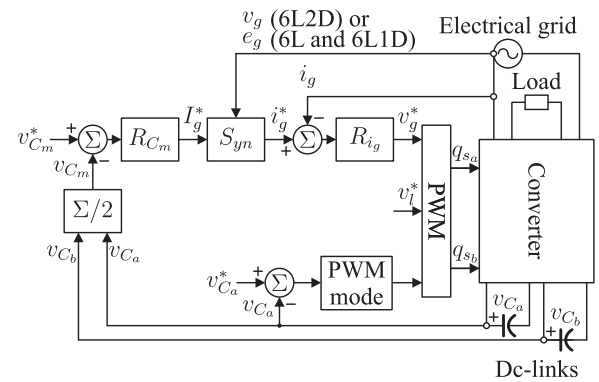 v_g (6L2D) or
e_g (6L and 6L1D)
Electrical grid
i_g
Load
v*_{C_m} + Σ − R_{C_m} I*_g S_{yn} i*_g + Σ − R_{i_g} v*_g
v_{C_m}
PWM
q_{s_a}
Converter
v*_l
Σ/2
v_{C_b} v_{C_a}
q_{s_b}
v*_{C_a} + Σ − PWM
mode
v_{C_a}
+ v_{C_a}
+ v_{C_b}
Dc-links